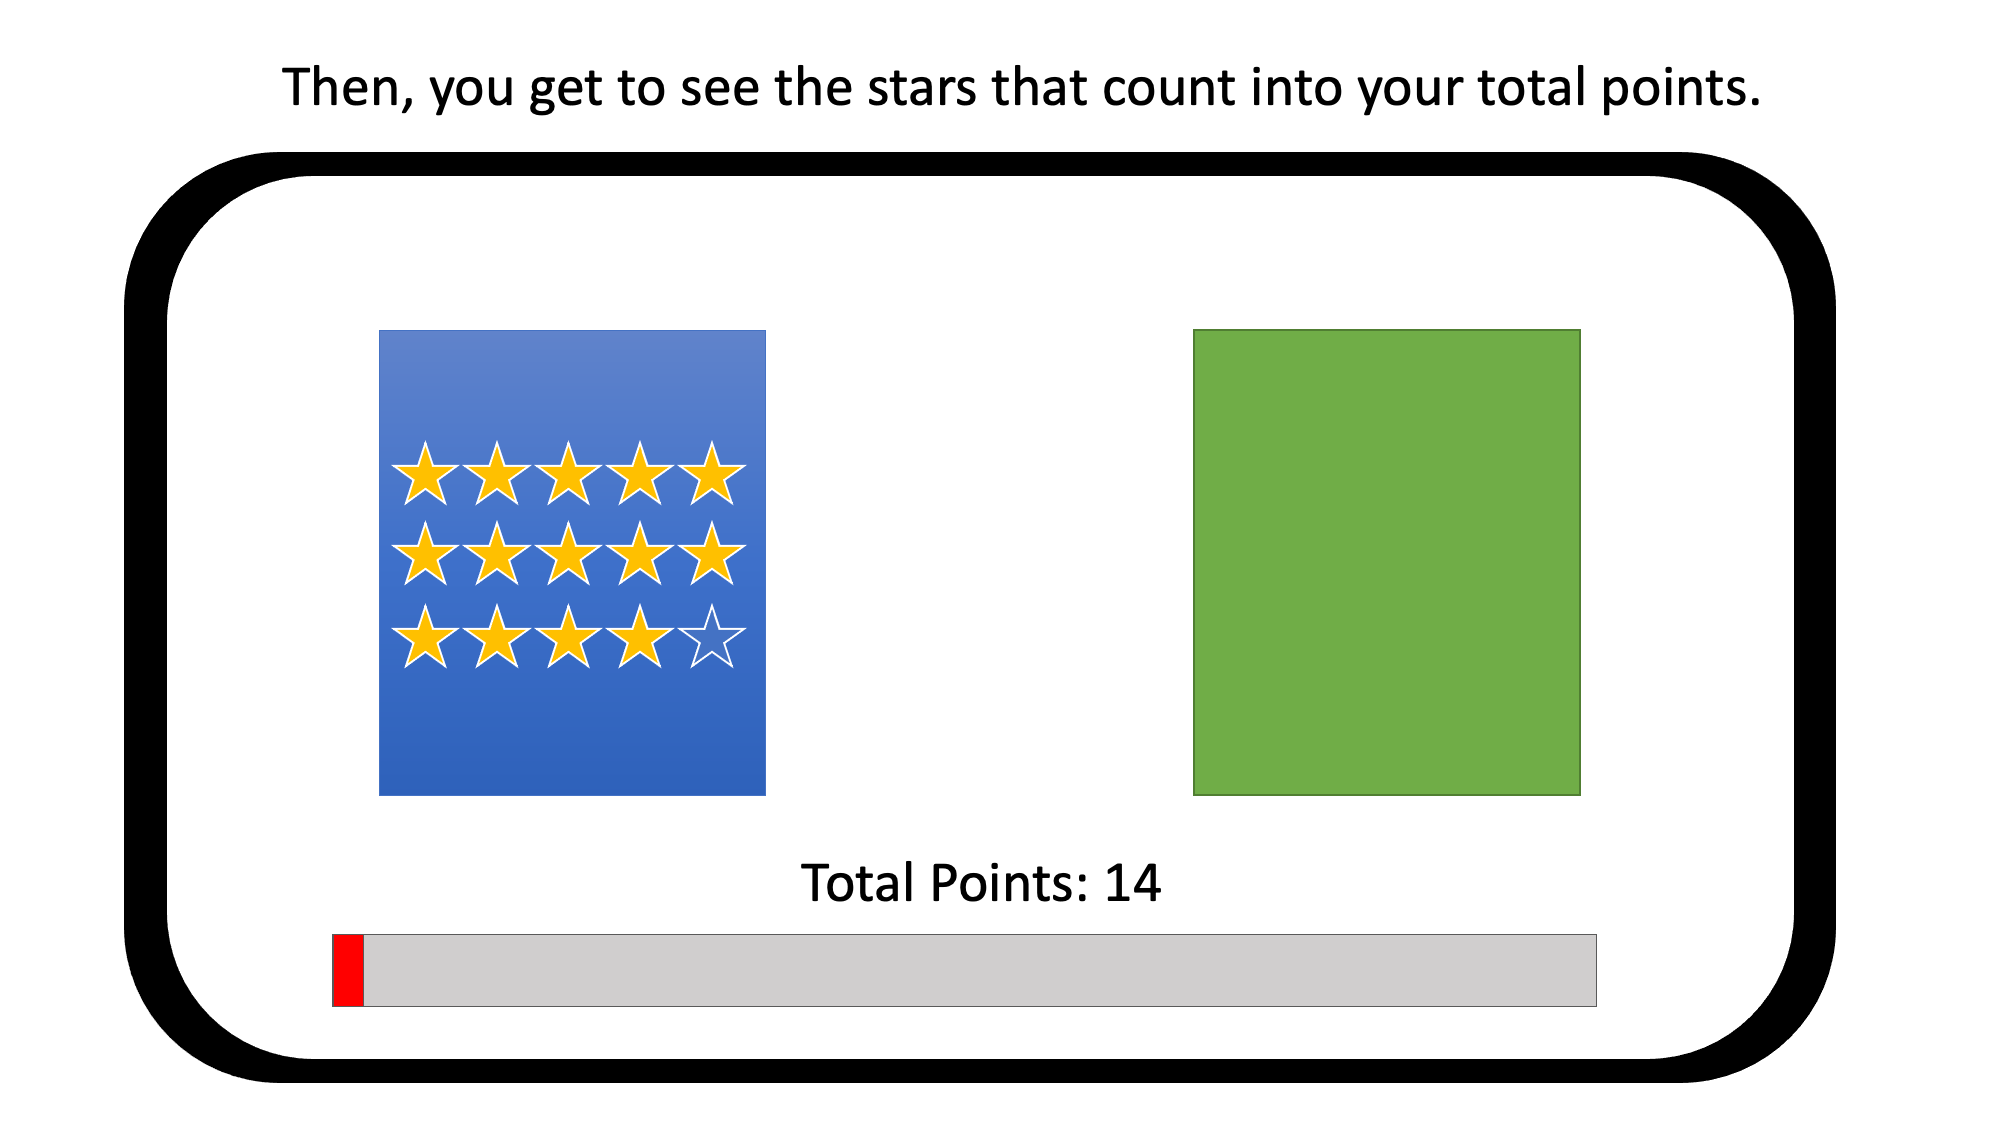 Then, you get to see the stars that count into your total points.
Total Points: 14